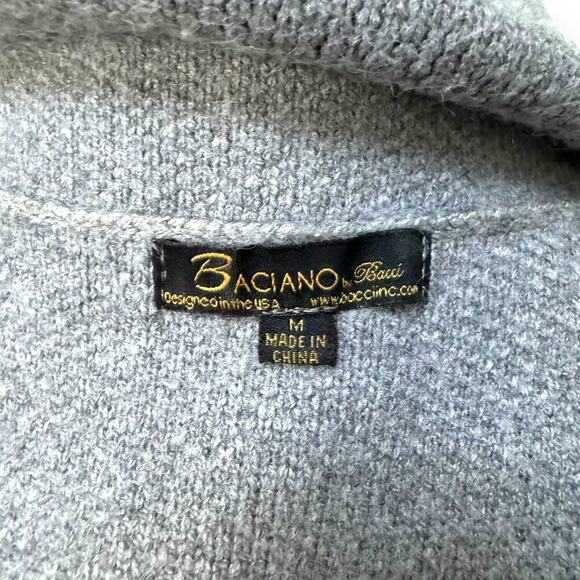 BACIANO by Bacci
Designed in the USA www.bacciinc.com
M
MADE IN
CHINA